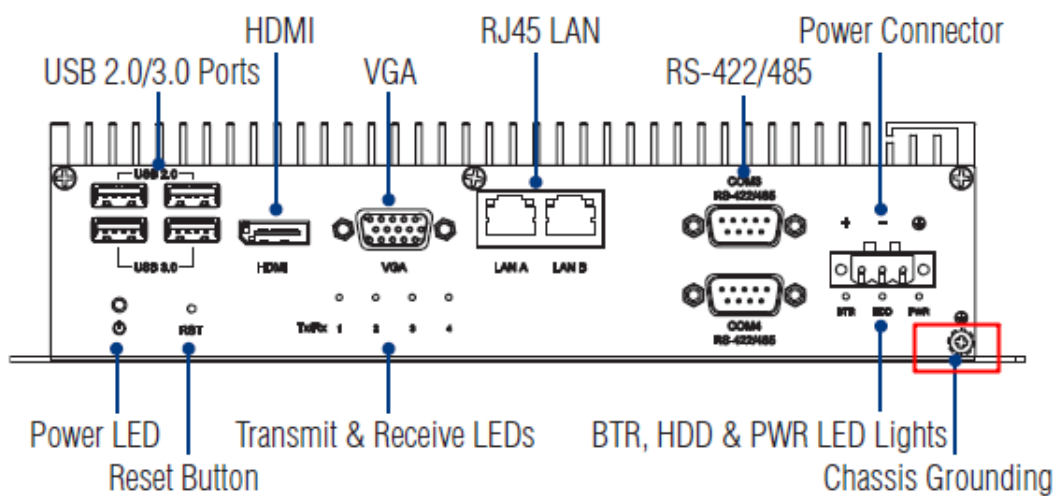 HDMI
RJ45 LAN
Power Connector
USB 2.0/3.0 Ports
VGA
RS-422/485
USB 2.0
COM3
RS-422/485
+ -
HDMI
VGA
LAN A
LAN B
USB 3.0
BTR
HDD
PWR
RST
Tx/Rx 1 2 3 4
COM4
RS-422/485
Power LED
Transmit & Receive LEDs
BTR, HDD & PWR LED Lights
Reset Button
Chassis Grounding